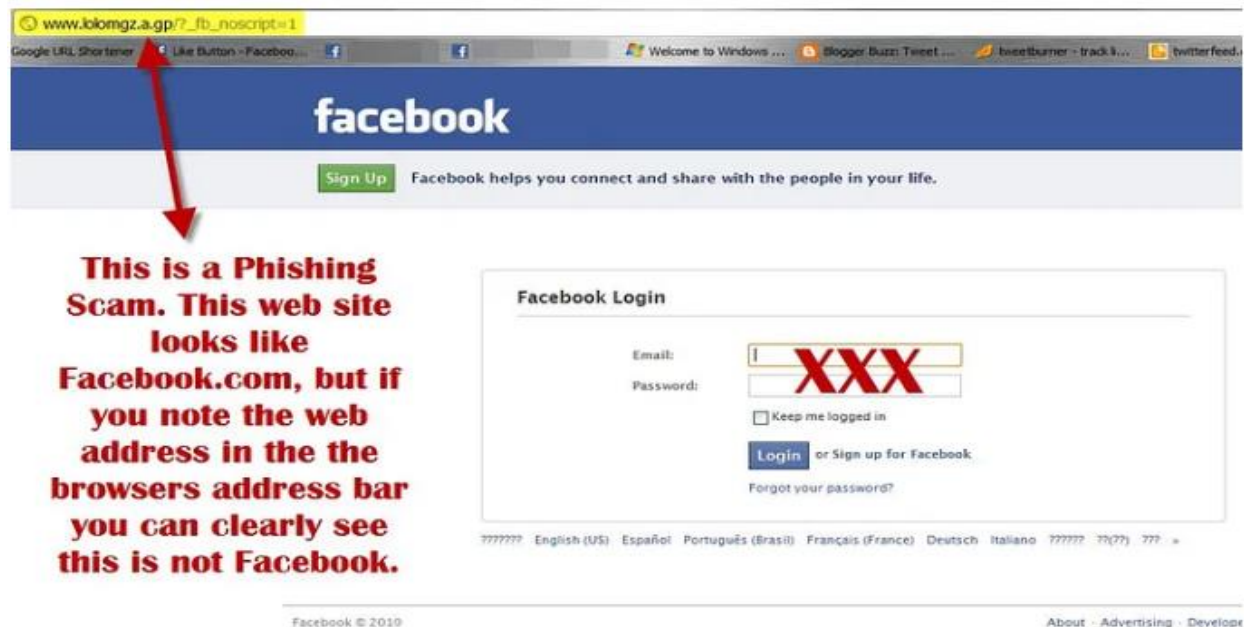 www.lolomgz.a.gp/?_fb_noscript=1
Google URL Shortener Like Button - Faceboo... Welcome to Windows ... Blogger Buzz: Tweet ... tweetburner - track li... twitterfeed.
facebook
Sign Up Facebook helps you connect and share with the people in your life.
This is a Phishing
Scam. This web site
looks like
Facebook.com, but if
you note the web
address in the the
browsers address bar
you can clearly see
this is not Facebook.
Facebook Login
Email:
XXX
Password:
Keep me logged in
Login or Sign up for Facebook
Forgot your password?
??????? English (US) Español Português (Brasil) Français (France) Deutsch Italiano ?????? ??(??) ??? »
Facebook © 2010 About · Advertising · Develope